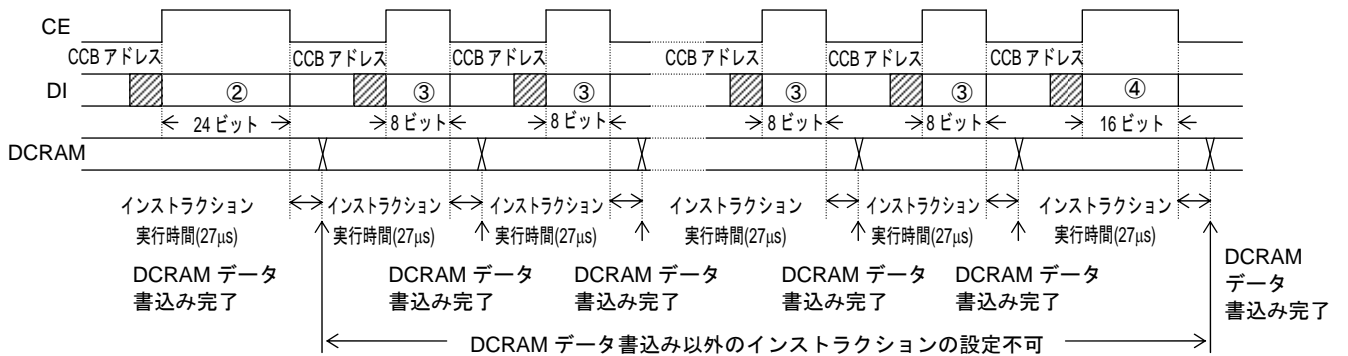 CE
CCB アドレス CCB アドレス CCB アドレス CCB アドレス CCB アドレス CCB アドレス
DI ② ③ ③ ③ ③ ④
24 ビット 8 ビット 8 ビット 8 ビット 8 ビット 16 ビット
DCRAM
インストラクション インストラクション インストラクション インストラクション インストラクション インストラクション
実行時間(27μs) 実行時間(27μs) 実行時間(27μs) 実行時間(27μs) 実行時間(27μs) 実行時間(27μs)
DCRAM データ DCRAM データ DCRAM データ DCRAM データ DCRAM データ
書込み完了 書込み完了 書込み完了 書込み完了 書込み完了
DCRAM
データ
書込み完了
DCRAM データ書込み以外のインストラクションの設定不可